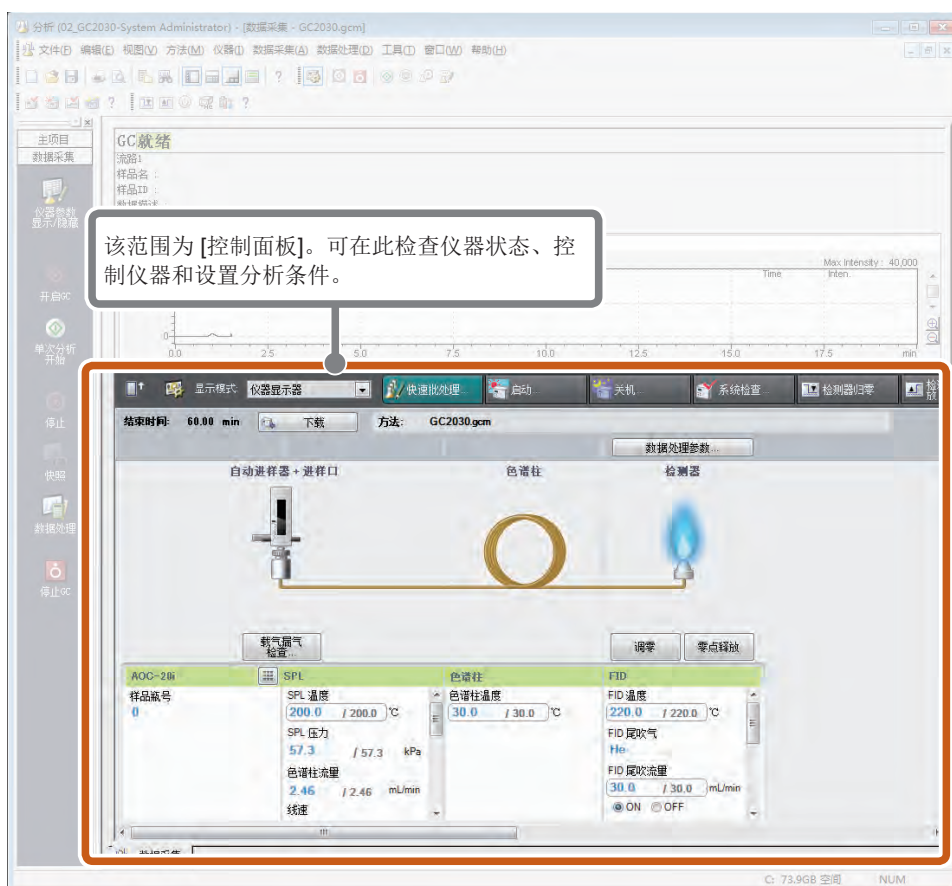 分析 (02_GC2030-System Administrator) - [数据采集 - GC2030.gcm]
文件(F) 编辑(E) 视图(V) 方法(M) 仪器(I) 数据采集(A) 数据处理(D) 工具(T) 窗口(W) 帮助(H)
主项目
数据采集
仪器参数
显示/隐藏
开启GC
单次分析
开始
停止
快照
数据处理
停止GC
GC就绪
流路1
样品名 :
样品ID :
数据描述 :
该范围为 [控制面板]。可在此检查仪器状态、控
制仪器和设置分析条件。
Max Intensity : 40,000
Time Inten.
0
0.0 2.5 5.0 7.5 10.0 12.5 15.0 17.5 min
显示模式 仪器显示器 快速批处理... 启动... 关机... 系统检查... 检测器归零
结束时间: 60.00 min 下载 方法: GC2030.gcm
数据处理参数...
自动进样器 + 进样口 色谱柱 检测器
载气漏气
检查...
调零 零点释放
AOC-20i SPL 色谱柱 FID
样品瓶号 SPL 温度 色谱柱温度 FID 温度
0 200.0 / 200.0 ℃ 30.0 / 30.0 ℃ 220.0 / 220.0 ℃
SPL 压力 FID 尾吹气
57.3 / 57.3 kPa He
色谱柱流量 FID 尾吹流量
2.46 / 2.46 mL/min 30.0 / 30.0 mL/min
线速 ON OFF
数据采集
C: 73.9GB 空间 NUM